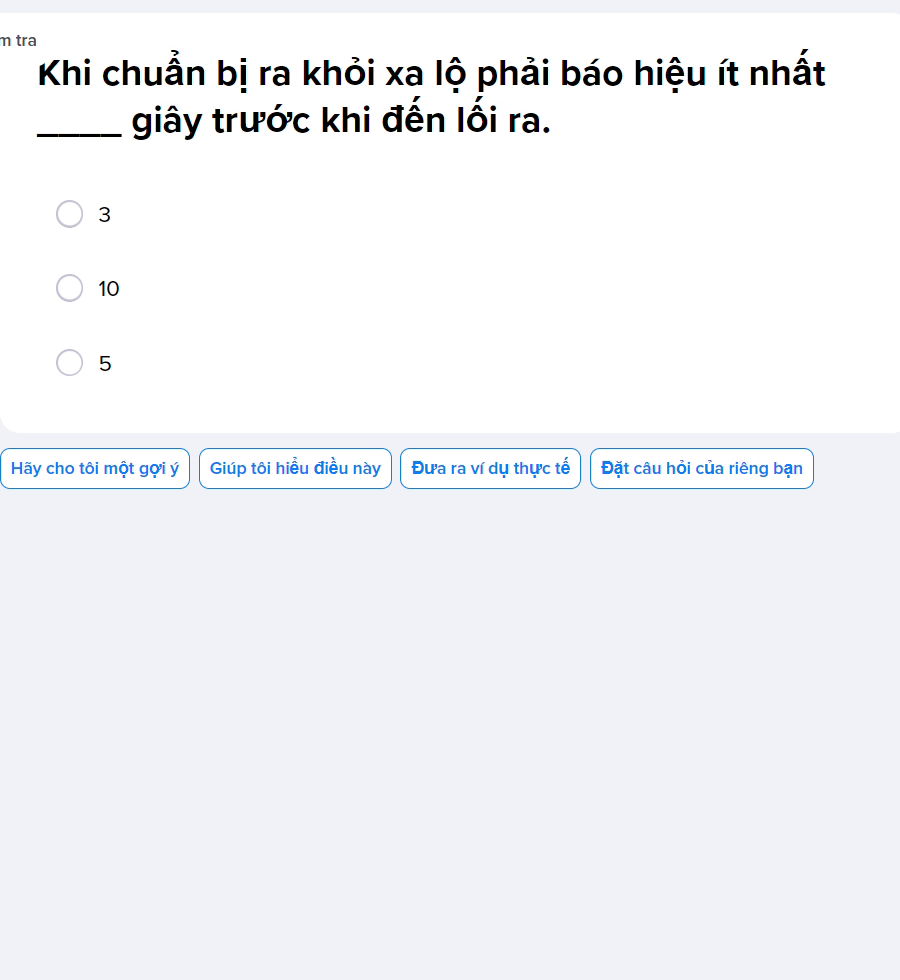 m tra
Khi chuẩn bị ra khỏi xa lộ phải báo hiệu ít nhất
_____ giây trước khi đến lối ra.
3
10
5
Hãy cho tôi một gợi ý Giúp tôi hiểu điều này Đưa ra ví dụ thực tế Đặt câu hỏi của riêng bạn